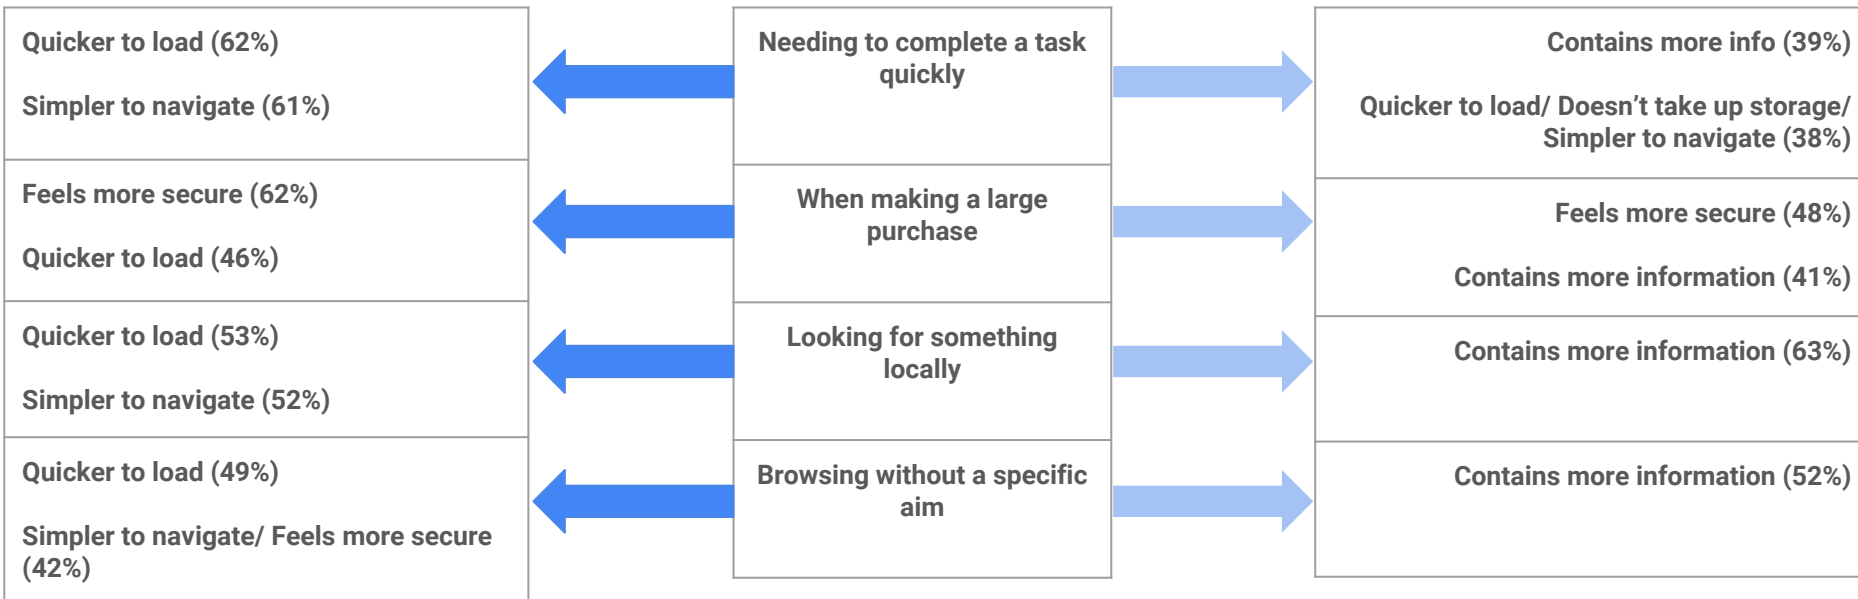 Quicker to load (62%)
Simpler to navigate (61%)
Feels more secure (62%)
Quicker to load (46%)
Quicker to load (53%)
Simpler to navigate (52%)
Quicker to load (49%)
Simpler to navigate/ Feels more secure
(42%)
Needing to complete a task
quickly
When making a large
purchase
Looking for something
locally
Browsing without a specific
aim
Contains more info (39%)
Quicker to load/ Doesn’t take up storage/
Simpler to navigate (38%)
Feels more secure (48%)
Contains more information (41%)
Contains more information (63%)
Contains more information (52%)